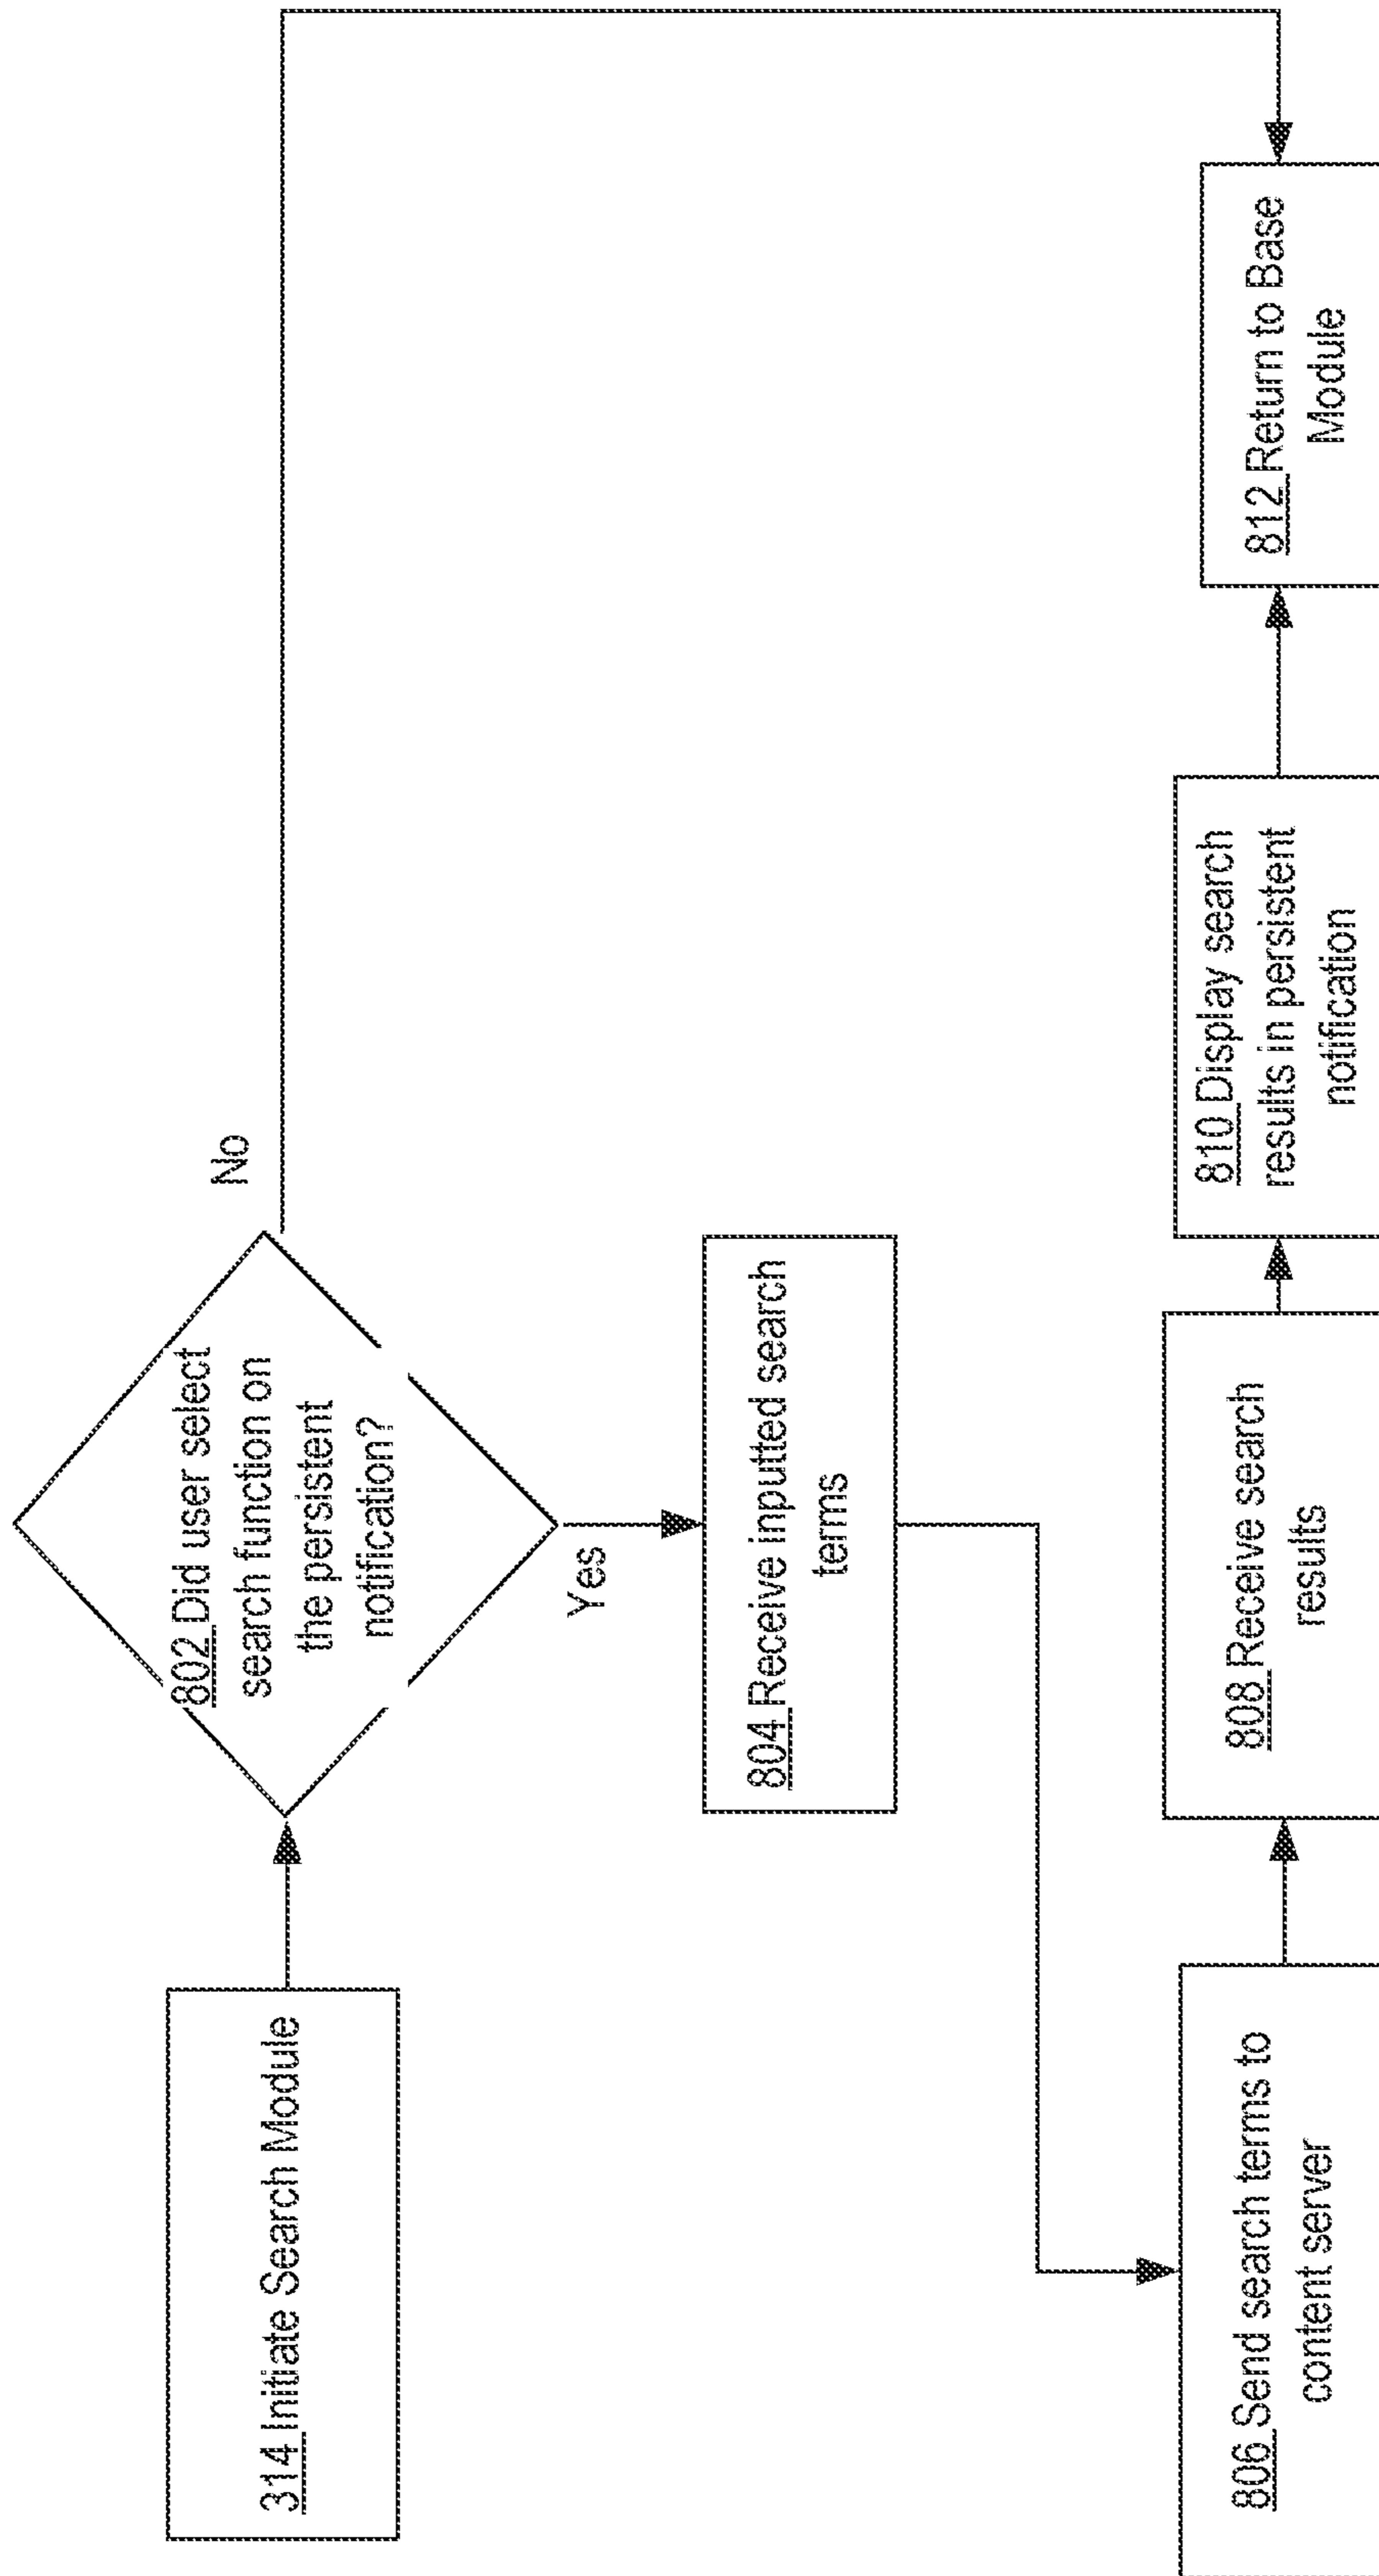 314 Initiate Search Module
802 Did user select
search function on
the persistent
notification?
No
Yes
804 Receive inputted search
terms
806 Send search terms to
content server
808 Receive search
results
810 Display search
results in persistent
notification
812 Return to Base
Module